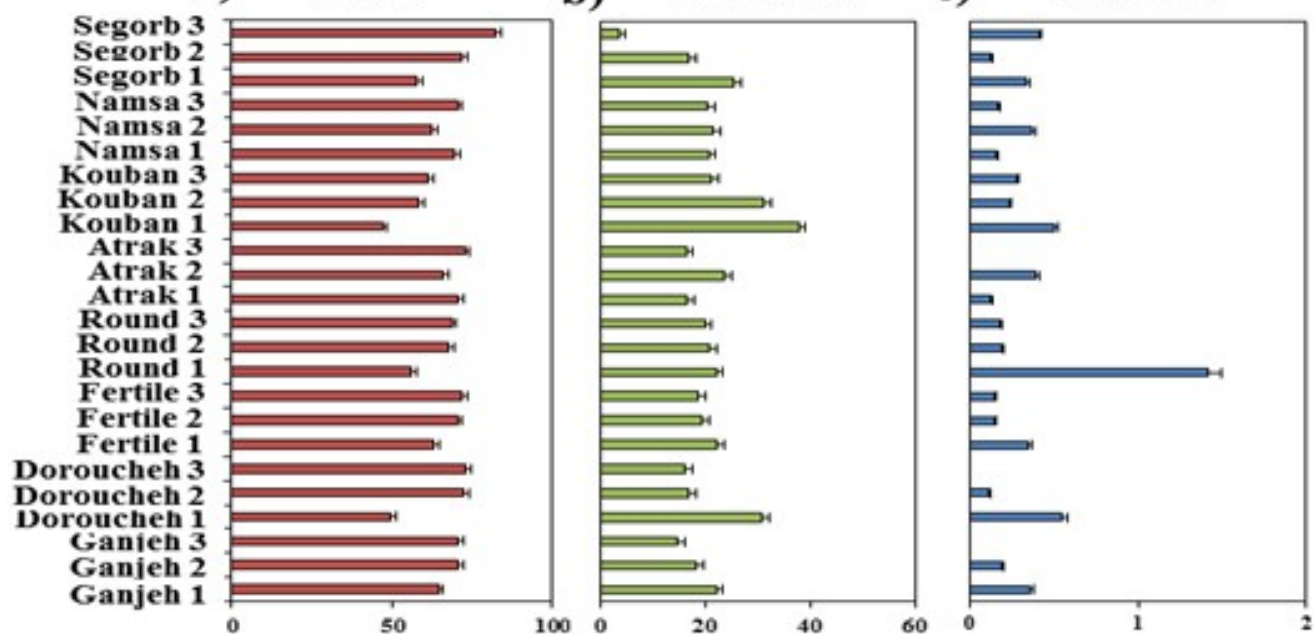 b)
Segorb 3
Segorb 2
Segorb 1
Namsa 3
Namsa 2
Namsa 1
Kouban 3
Kouban 2
Kouban 1
Atrak 3
Atrak 2
Atrak 1
Round 3
Round 2
Round 1
Fertile 3
Fertile 2
Fertile 1
Doroucheh 3
Doroucheh 2
Doroucheh 1
Ganjeh 3
Ganjeh 2
Ganjeh 1
0 50 100 0 20 40 60 0 1 2